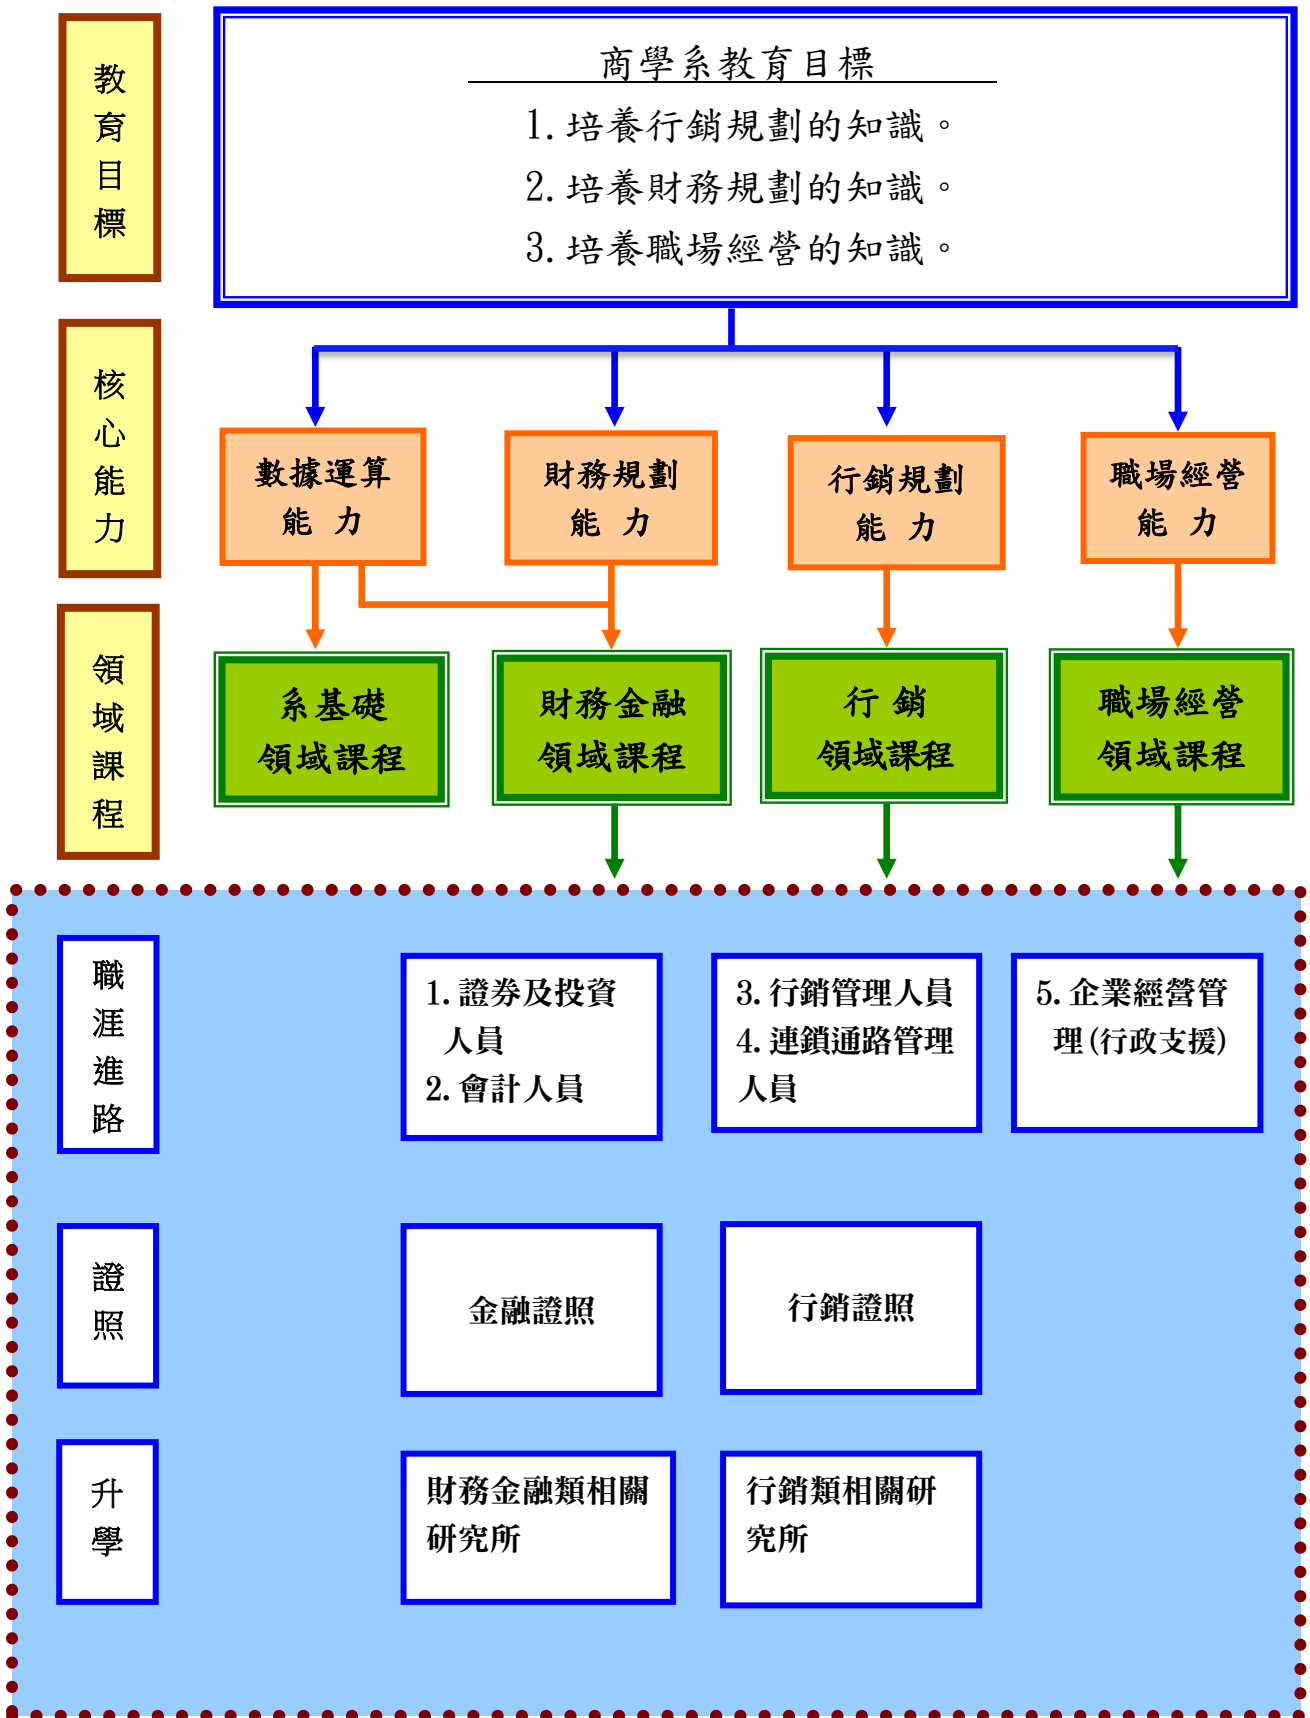 教育目標
商學系教育目標
1.培養行銷規劃的知識。
2.培養財務規劃的知識。
3.培養職場經營的知識。
核心能力
數據運算
能 力
財務規劃
能 力
行銷規劃
能 力
職場經營
能 力
領域課程
系基礎
領域課程
財務金融
領域課程
行 銷
領域課程
職場經營
領域課程
職涯進路
1.證券及投資
人員
2.會計人員
3.行銷管理人員
4.連鎖通路管理
人員
5.企業經營管
理(行政支援)
證照
金融證照
行銷證照
升學
財務金融類相關
研究所
行銷類相關研
究所